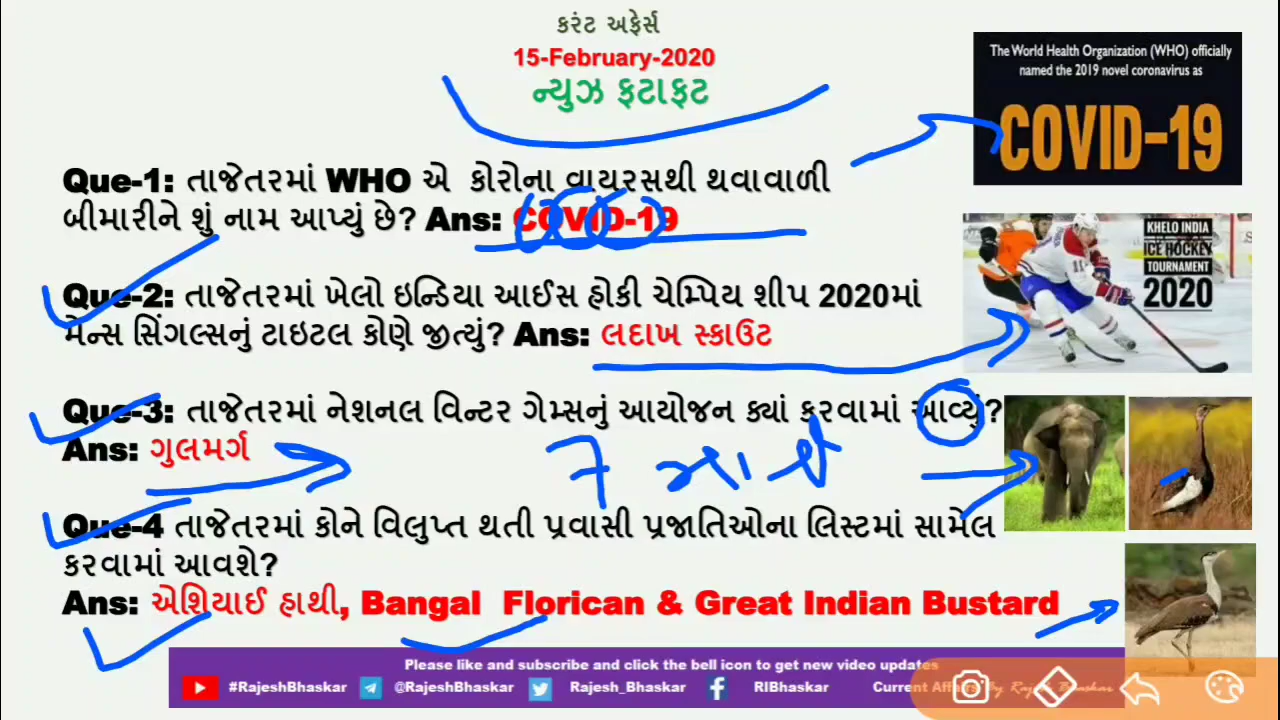 કરંટ અફેર્સ
15-February-2020
ન્યુઝ ફટાફટ
The World Health Organization (WHO) officially
named the 2019 novel coronavirus as
COVID-19
Que-1: તાજેતરમાં WHO એ કોરોના વાયરસથી થવાવાળી
બીમારીને શું નામ આપ્યું છે? Ans: COVID-19
KHELO INDIA
ICE HOCKEY
TOURNAMENT
2020
Que-2: તાજેતરમાં ખેલો ઇન્ડિયા આઈસ હોકી ચેમ્પિય શીપ 2020માં
મેન્સ સિંગલ્સનું ટાઇટલ કોણે જીત્યું? Ans: લદાખ સ્કાઉટ
Que-3: તાજેતરમાં નેશનલ વિન્ટર ગેમ્સનું આયોજન ક્યાં કરવામાં આવ્યું?
Ans: ગુલમર્ગ
7 માર્ચ
Que-4 તાજેતરમાં કોને વિલુપ્ત થતી પ્રવાસી પ્રજાતિઓના લિસ્ટમાં સામેલ
કરવામાં આવશે?
Ans: એશિયાઈ હાથી, Bangal Florican & Great Indian Bustard
Please like and subscribe and click the bell icon to get new video updates
#RajeshBhaskar @RajeshBhaskar Rajesh_Bhaskar RIBhaskar Current Affairs By Rajesh Bhaskar